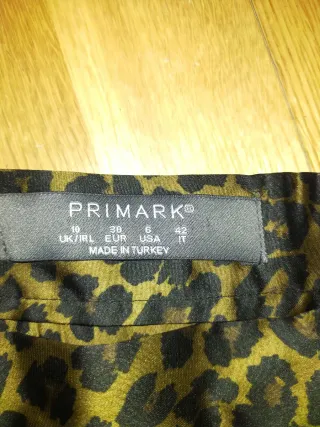 PRIMARK®
10 38 6 42
UK/IRL EUR USA IT
MADE IN TURKEY